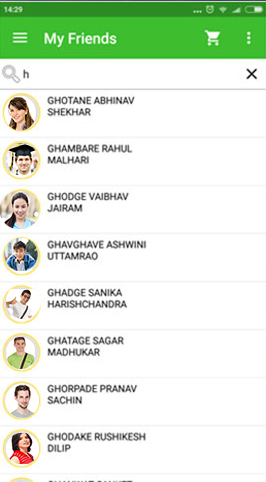 14:29
My Friends
h
GHOTANE ABHINAV
SHEKHAR
GHAMBARE RAHUL
MALHARI
GHODGE VAIBHAV
JAIRAM
GHAVGHAVE ASHWINI
UTTAMRAO
GHADGE SANIKA
HARISHCHANDRA
GHATAGE SAGAR
MADHUKAR
GHORPADE PRANAV
SACHIN
GHODAKE RUSHIKESH
DILIP